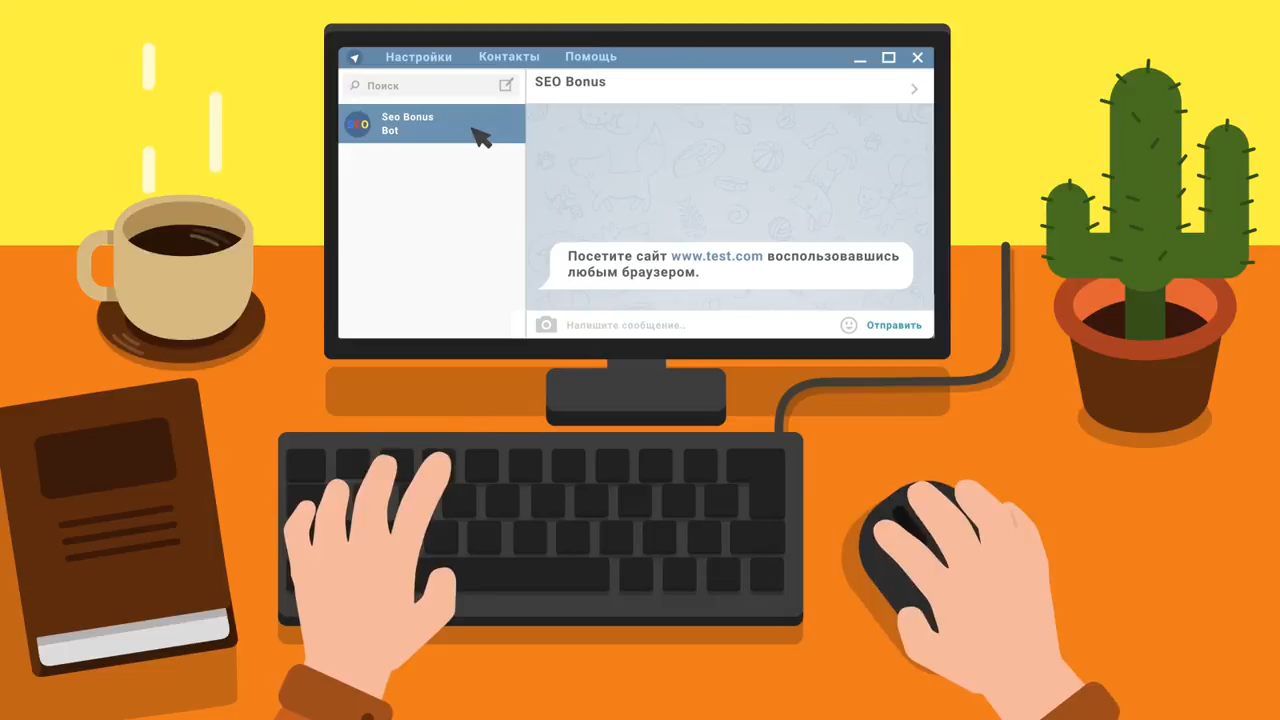 Настройки Контакты Помощь
Поиск
SEO Bonus
SEO
Seo Bonus
Bot
Посетите сайт www.test.com воспользовавшись
любым браузером.
Напишите сообщение...
Отправить